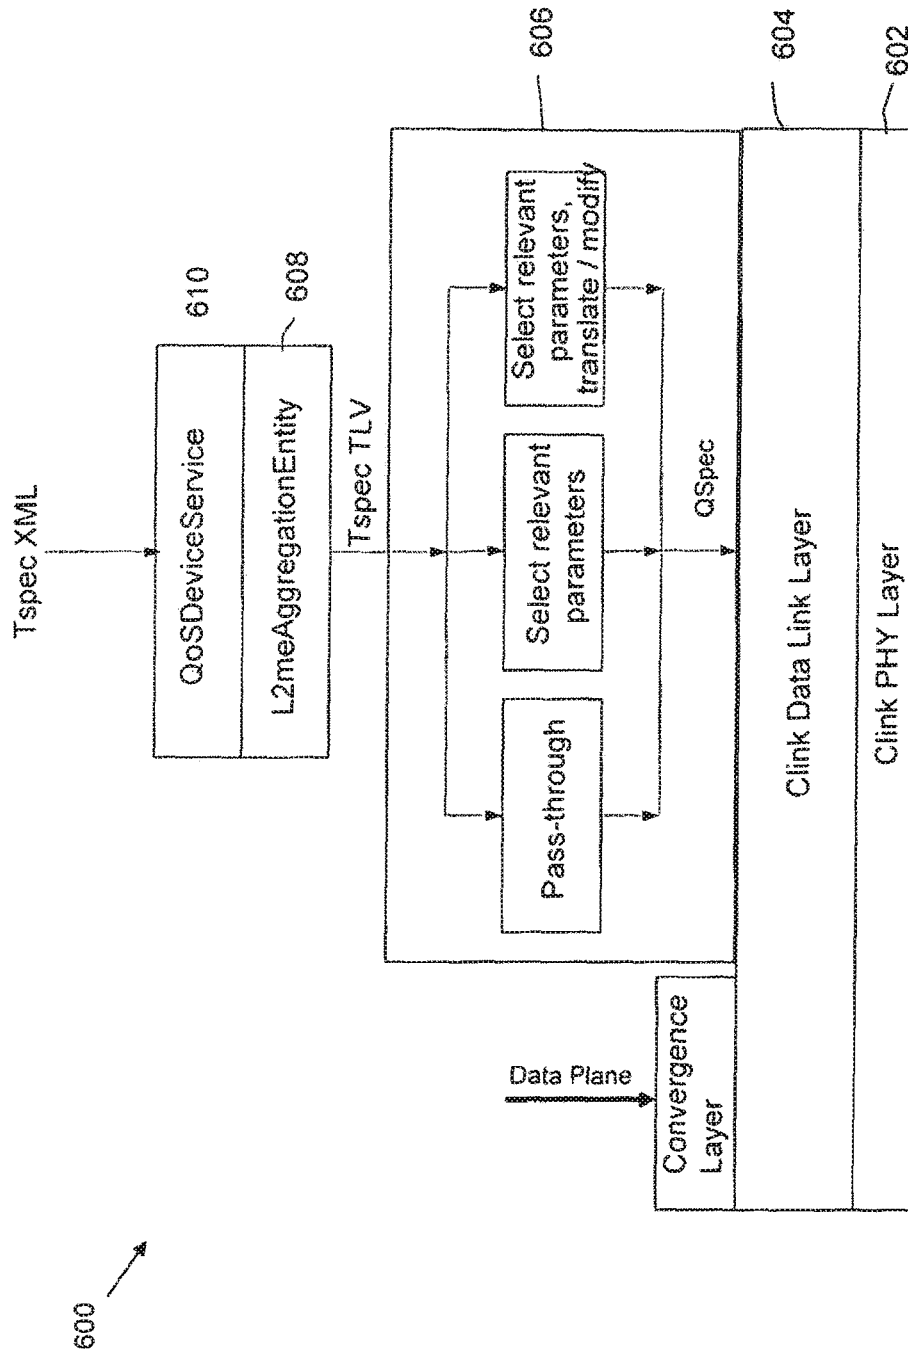 600
Tspec XML
QoSDeviceService
610
L2meAggregationEntity
608
Tspec TLV
606
Pass-through
Select relevant
parameters
Select relevant
parameters,
translate / modify
QSpec
Data Plane
Convergence
Layer
Clink Data Link Layer
604
Clink PHY Layer
602